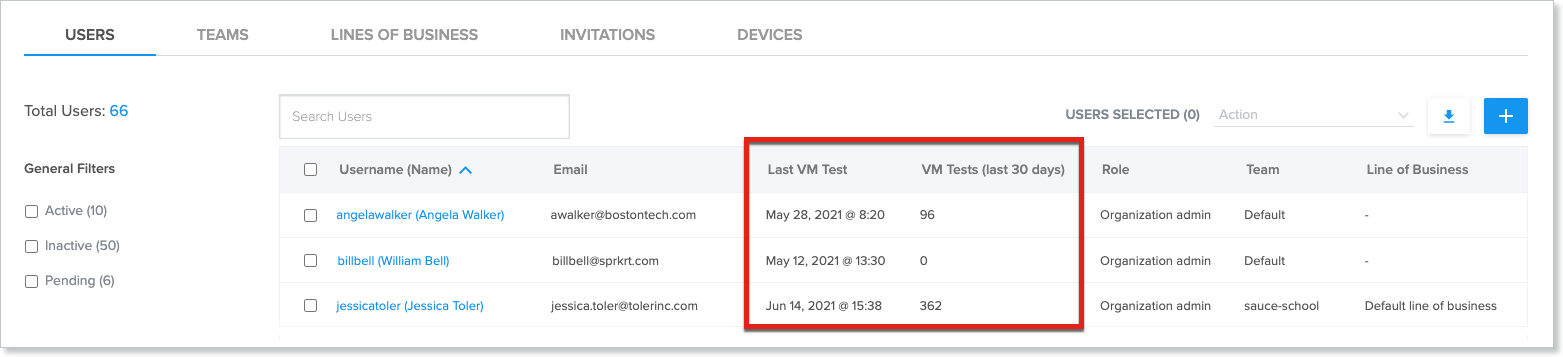 USERS TEAMS LINES OF BUSINESS INVITATIONS DEVICES
Total Users: 66
Search Users
USERS SELECTED (0) Action
General Filters
Active (10)
Inactive (50)
Pending (6)
Username (Name) Email Last VM Test VM Tests (last 30 days) Role Team Line of Business
angelawalker (Angela Walker) awalker@bostontech.com May 28, 2021 @ 8:20 96 Organization admin Default -
billbell (William Bell) billbell@sprkrt.com May 12, 2021 @ 13:30 0 Organization admin Default -
jessicatoler (Jessica Toler) jessica.toler@tolerinc.com Jun 14, 2021 @ 15:38 362 Organization admin sauce-school Default line of business